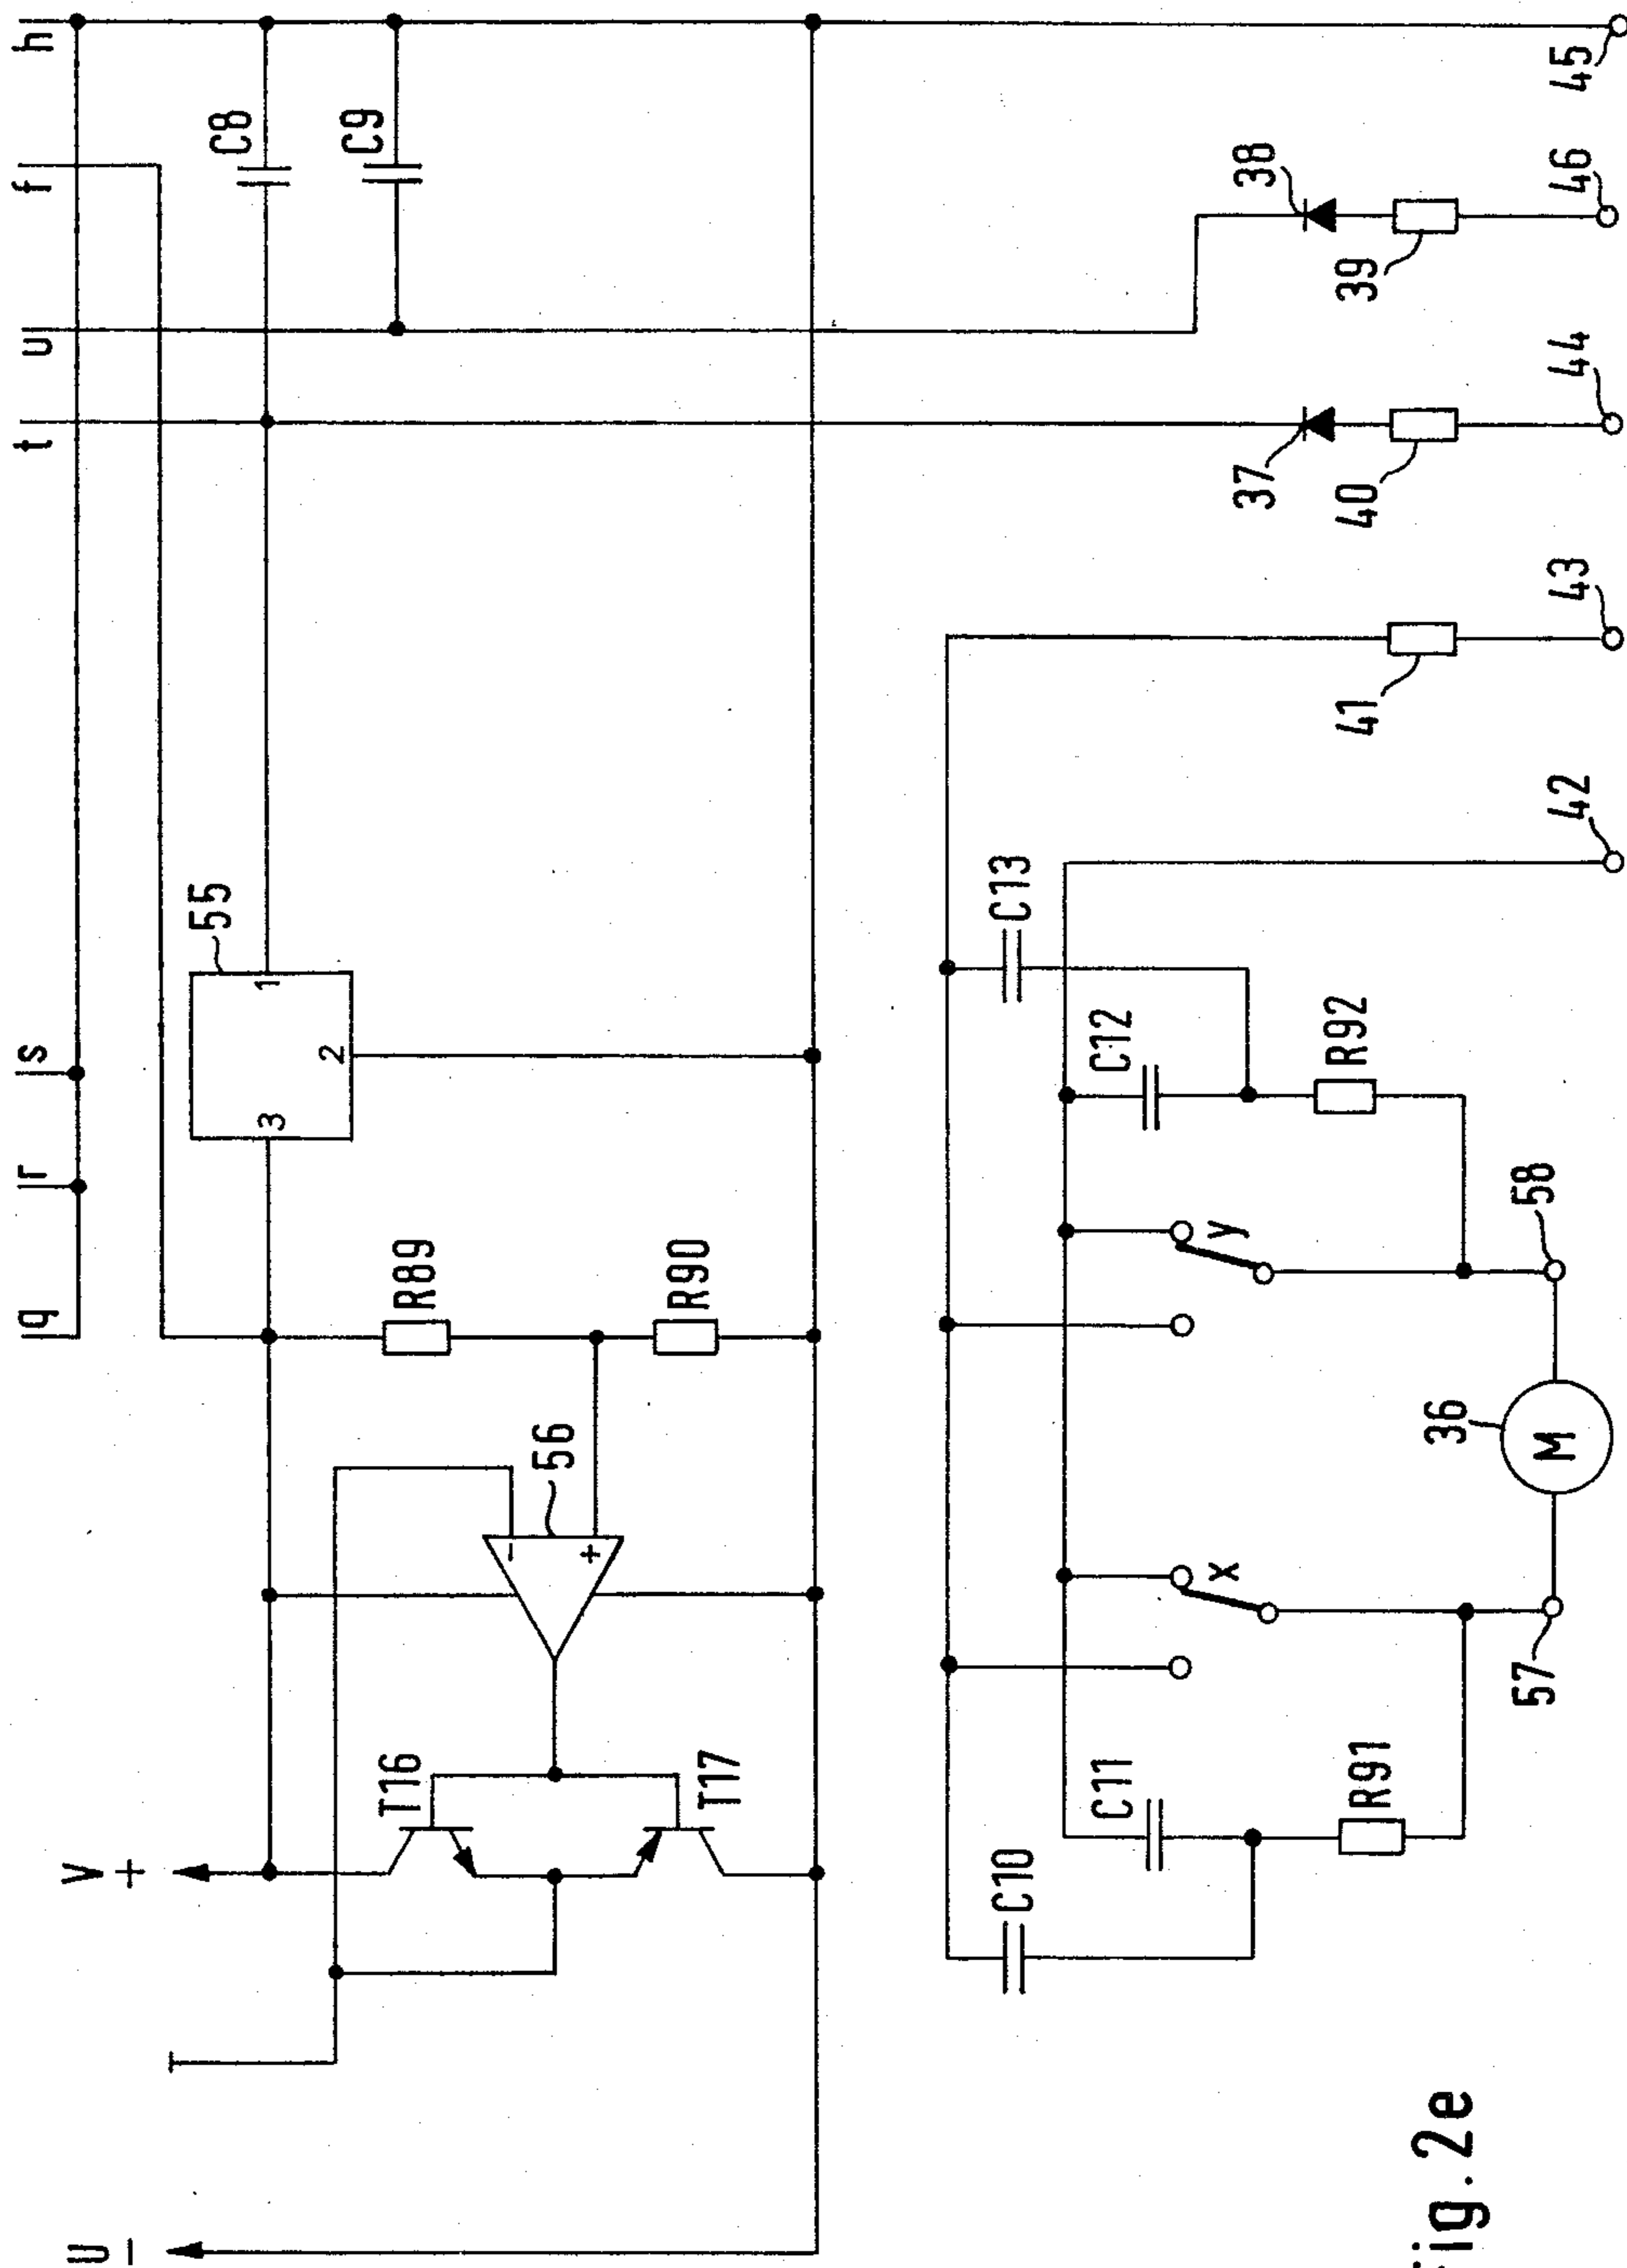 U
V
q
r
s
t
u
f
h
−
+
55
C8
3
1
2
T16
R89
C9
56
−
+
T17
R90
C10
C13
C11
C12
x
y
37
38
R91
R92
40
39
41
Fig.2e
36
M
57
58
42
43
44
46
45